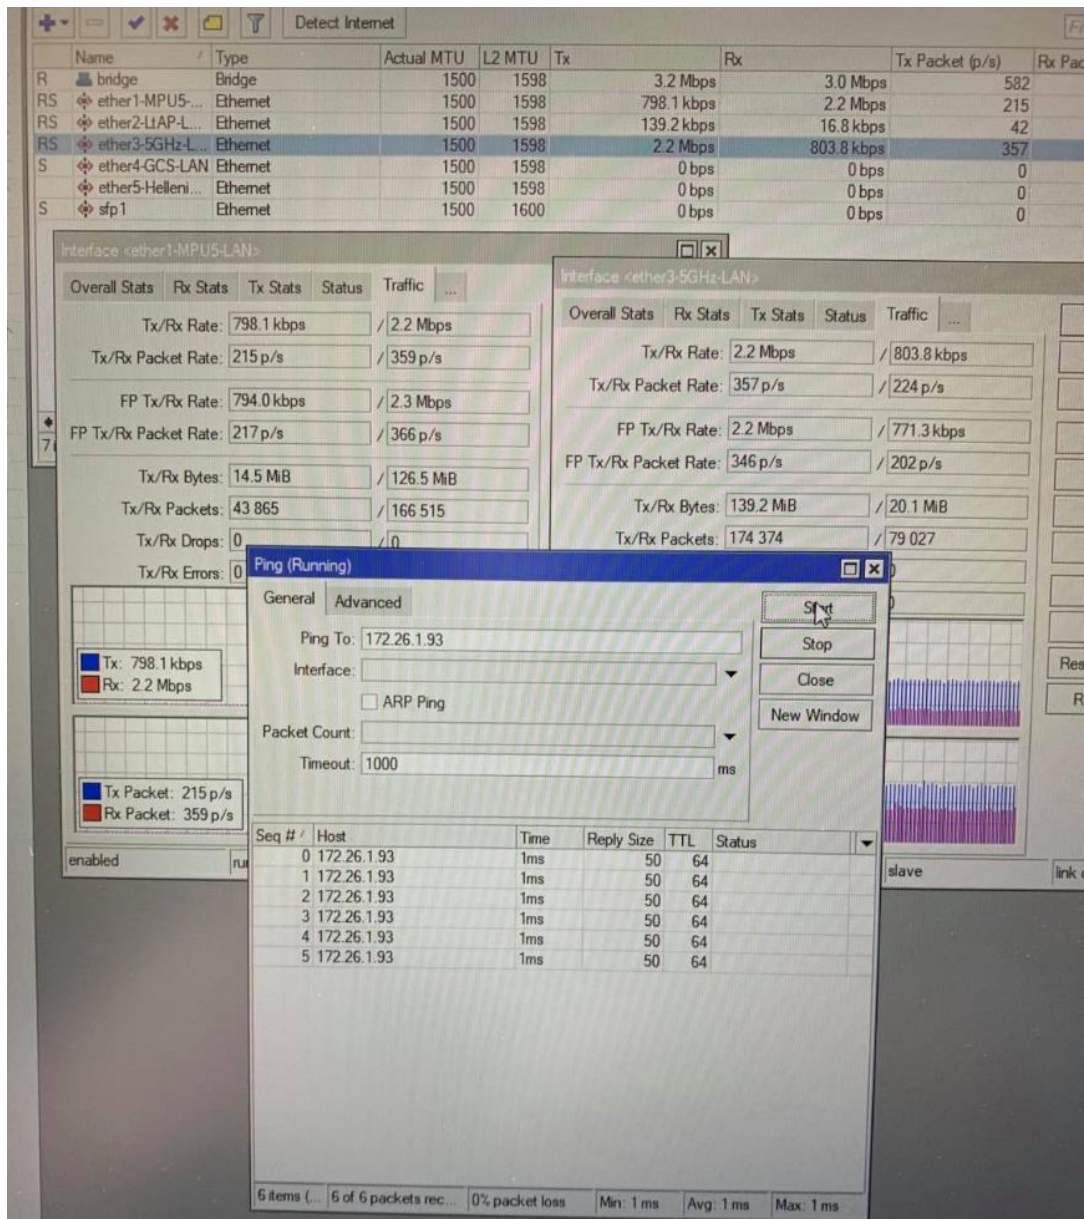 Detect Internet
Name / Type Actual MTU L2 MTU Tx Rx Tx Packet (p/s) Rx Pac
R bridge Bridge 1500 1598 3.2 Mbps 3.0 Mbps 582
RS ether1-MPU5-... Ethernet 1500 1598 798.1 kbps 2.2 Mbps 215
RS ether2-LtAP-L... Ethernet 1500 1598 139.2 kbps 16.8 kbps 42
RS ether3-5GHz-L... Ethernet 1500 1598 2.2 Mbps 803.8 kbps 357
S ether4-GCS-LAN Ethernet 1500 1598 0 bps 0 bps 0
ether5-Helleni... Ethernet 1500 1598 0 bps 0 bps 0
S sfp1 Ethernet 1500 1600 0 bps 0 bps 0
Interface <ether1-MPU5-LAN>
Overall Stats Rx Stats Tx Stats Status Traffic ...
Tx/Rx Rate: 798.1 kbps / 2.2 Mbps
Tx/Rx Packet Rate: 215 p/s / 359 p/s
FP Tx/Rx Rate: 794.0 kbps / 2.3 Mbps
FP Tx/Rx Packet Rate: 217 p/s / 366 p/s
Tx/Rx Bytes: 14.5 MiB / 126.5 MiB
Tx/Rx Packets: 43 865 / 166 515
Tx/Rx Drops: 0 / 0
Tx/Rx Errors: 0
Tx: 798.1 kbps
Rx: 2.2 Mbps
Tx Packet: 215 p/s
Rx Packet: 359 p/s
enabled
Interface <ether3-5GHz-LAN>
Overall Stats Rx Stats Tx Stats Status Traffic ...
Tx/Rx Rate: 2.2 Mbps / 803.8 kbps
Tx/Rx Packet Rate: 357 p/s / 224 p/s
FP Tx/Rx Rate: 2.2 Mbps / 771.3 kbps
FP Tx/Rx Packet Rate: 346 p/s / 202 p/s
Tx/Rx Bytes: 139.2 MiB / 20.1 MiB
Tx/Rx Packets: 174 374 / 79 027
Res
R
slave
link
Ping (Running)
General Advanced
Start
Ping To: 172.26.1.93
Stop
Interface:
Close
ARP Ping
New Window
Packet Count:
Timeout: 1000 ms
Seq # / Host Time Reply Size TTL Status
0 172.26.1.93 1ms 50 64
1 172.26.1.93 1ms 50 64
2 172.26.1.93 1ms 50 64
3 172.26.1.93 1ms 50 64
4 172.26.1.93 1ms 50 64
5 172.26.1.93 1ms 50 64
6 items (... 6 of 6 packets rec... 0% packet loss Min: 1 ms Avg: 1 ms Max: 1 ms